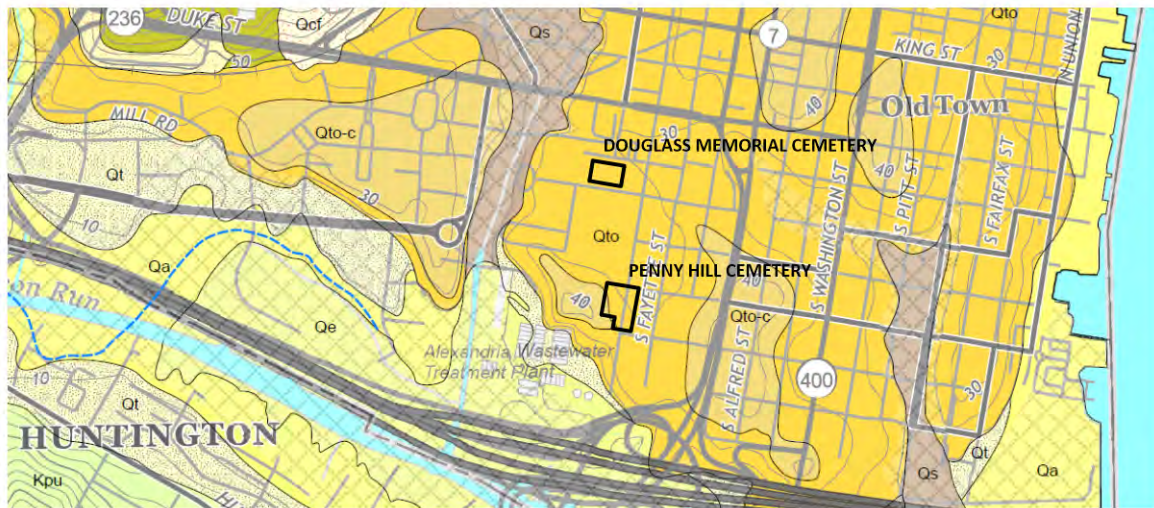 236
DUKE ST
Qcf
Qs
7
Qto
30
N UNION
KING ST
50
40
Old Town
MILL RD
Qto-c
30
40
DOUGLASS MEMORIAL CEMETERY
Qt
S PITT ST
S FAIRFAX ST
30
S WASHINGTON ST
10
Qto
S FAYETTE ST
Qa
PENNY HILL CEMETERY
40
40
on Run
Qe
Qto-c
Alexandria Wastewater
Treatment Plant
S ALFRED ST
10
400
30
Qt
HUNTINGTON
Qt
Qs
Qa
Kpu